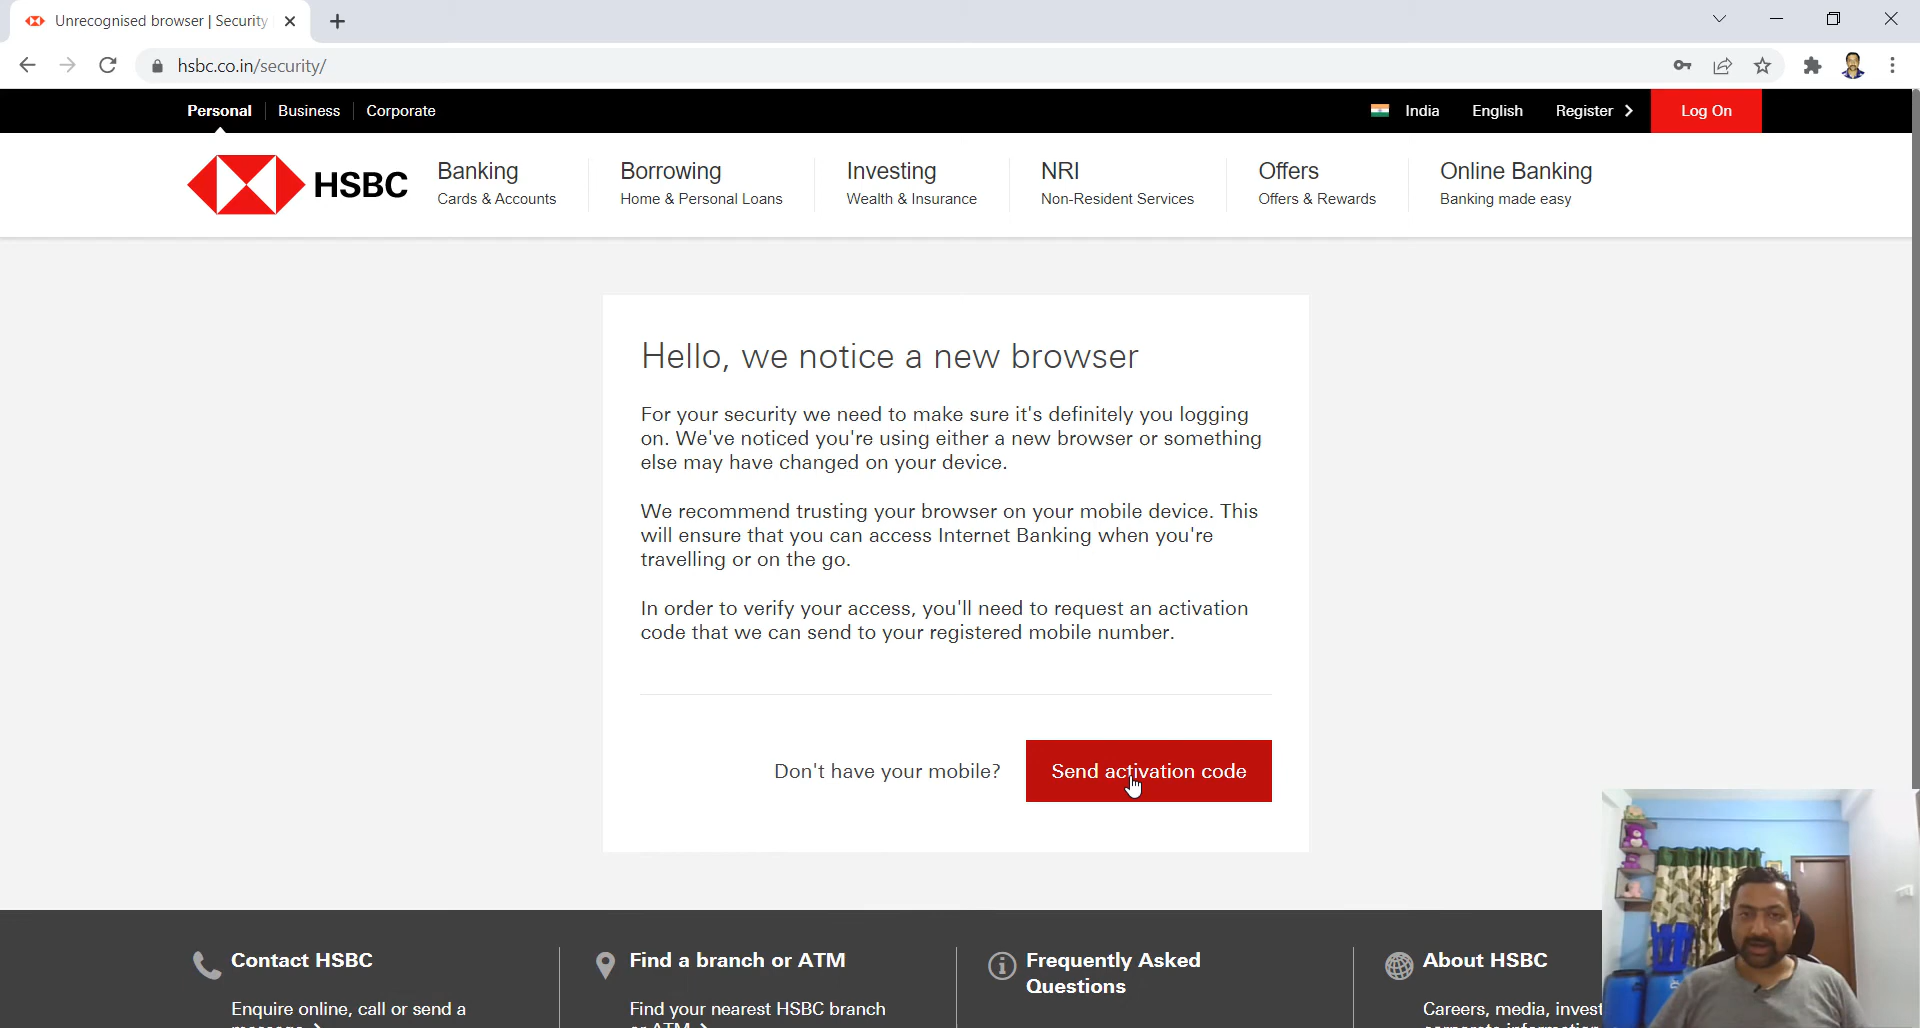 Unrecognised browser | Security
hsbc.co.in/security/
Personal
Business
Corporate
India
English
Register
Log On
HSBC
Banking
Cards & Accounts
Borrowing
Home & Personal Loans
Investing
Wealth & Insurance
NRI
Non-Resident Services
Offers
Offers & Rewards
Online Banking
Banking made easy
Hello, we notice a new browser
For your security we need to make sure it's definitely you logging
on. We've noticed you're using either a new browser or something
else may have changed on your device.
We recommend trusting your browser on your mobile device. This
will ensure that you can access Internet Banking when you're
travelling or on the go.
In order to verify your access, you'll need to request an activation
code that we can send to your registered mobile number.
Don't have your mobile?
Send activation code
Contact HSBC
Enquire online, call or send a
Find a branch or ATM
Find your nearest HSBC branch
or ATM
Frequently Asked
Questions
About HSBC
Careers, media,